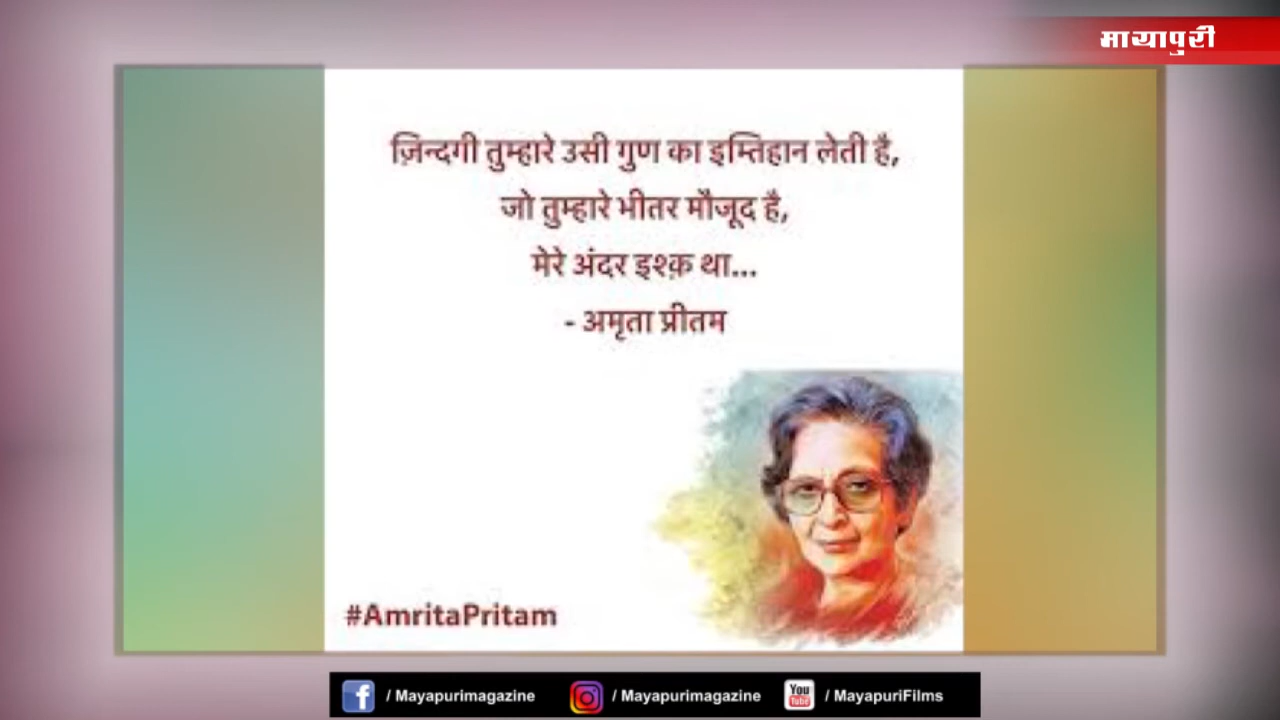 मायापुरी
ज़िन्दगी तुम्हारे उसी गुण का इम्तिहान लेती है,
जो तुम्हारे भीतर मौजूद है,
मेरे अंदर इश्क़ था...
- अमृता प्रीतम
#AmritaPritam
/ Mayapurimagazine / Mayapurimagazine You Tube / MayapuriFilms